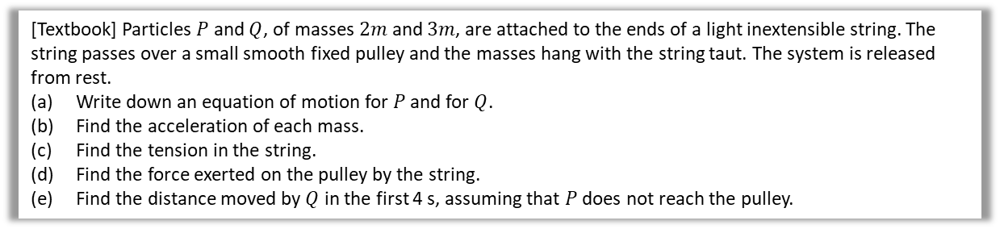 [Textbook] Particles P and Q, of masses 2m and 3m, are attached to the ends of a light inextensible string. The
string passes over a small smooth fixed pulley and the masses hang with the string taut. The system is released
from rest.
(a) Write down an equation of motion for P and for Q.
(b) Find the acceleration of each mass.
(c) Find the tension in the string.
(d) Find the force exerted on the pulley by the string.
(e) Find the distance moved by Q in the first 4 s, assuming that P does not reach the pulley.